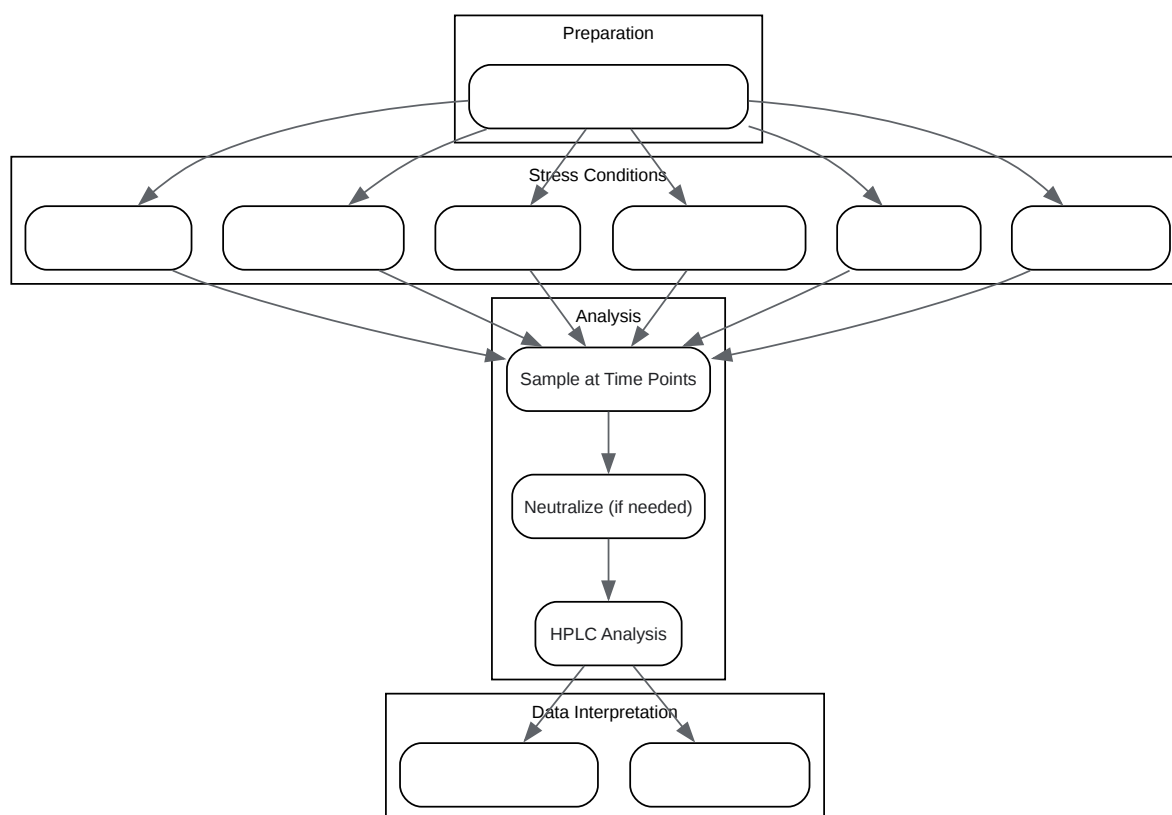 Preparation
Stress Conditions
Analysis
Sample at Time Points
Neutralize (if needed)
HPLC Analysis
Data Interpretation